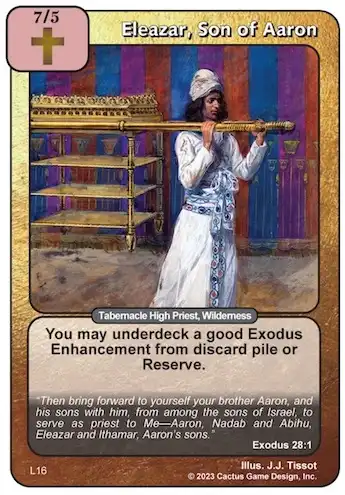 7/5
Eleazar, Son of Aaron
Tabernacle High Priest, Wilderness
You may underdeck a good Exodus
Enhancement from discard pile or
Reserve.
“Then bring forward to yourself your brother Aaron, and
his sons with him, from among the sons of Israel, to
serve as priest to Me—Aaron, Nadab and Abihu,
Eleazar and Ithamar, Aaron’s sons.”
Exodus 28:1
Illus. J.J. Tissot
L16
© 2023 Cactus Game Design, Inc.